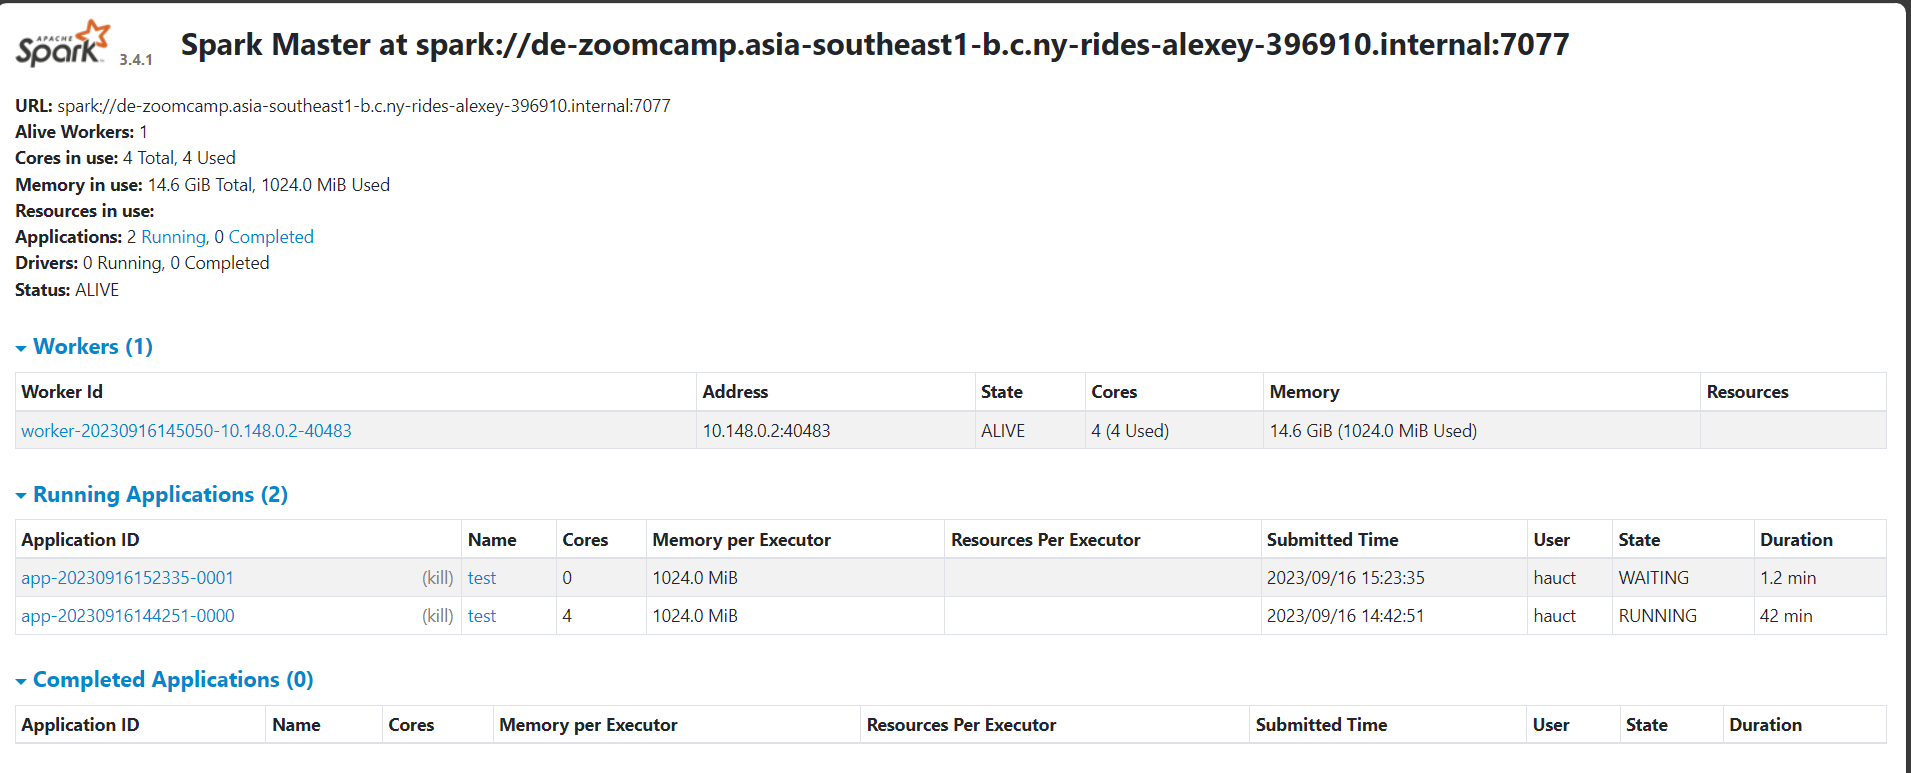 APACHE
Spark 3.4.1 Spark Master at spark://de-zoomcamp.asia-southeast1-b.c.ny-rides-alexey-396910.internal:7077
URL: spark://de-zoomcamp.asia-southeast1-b.c.ny-rides-alexey-396910.internal:7077
Alive Workers: 1
Cores in use: 4 Total, 4 Used
Memory in use: 14.6 GiB Total, 1024.0 MiB Used
Resources in use:
Applications: 2 Running, 0 Completed
Drivers: 0 Running, 0 Completed
Status: ALIVE
Workers (1)
Worker Id Address State Cores Memory Resources
worker-20230916145050-10.148.0.2-40483 10.148.0.2:40483 ALIVE 4 (4 Used) 14.6 GiB (1024.0 MiB Used)
Running Applications (2)
Application ID Name Cores Memory per Executor Resources Per Executor Submitted Time User State Duration
app-20230916152335-0001 (kill) test 0 1024.0 MiB 2023/09/16 15:23:35 hauct WAITING 1.2 min
app-20230916144251-0000 (kill) test 4 1024.0 MiB 2023/09/16 14:42:51 hauct RUNNING 42 min
Completed Applications (0)
Application ID Name Cores Memory per Executor Resources Per Executor Submitted Time User State Duration